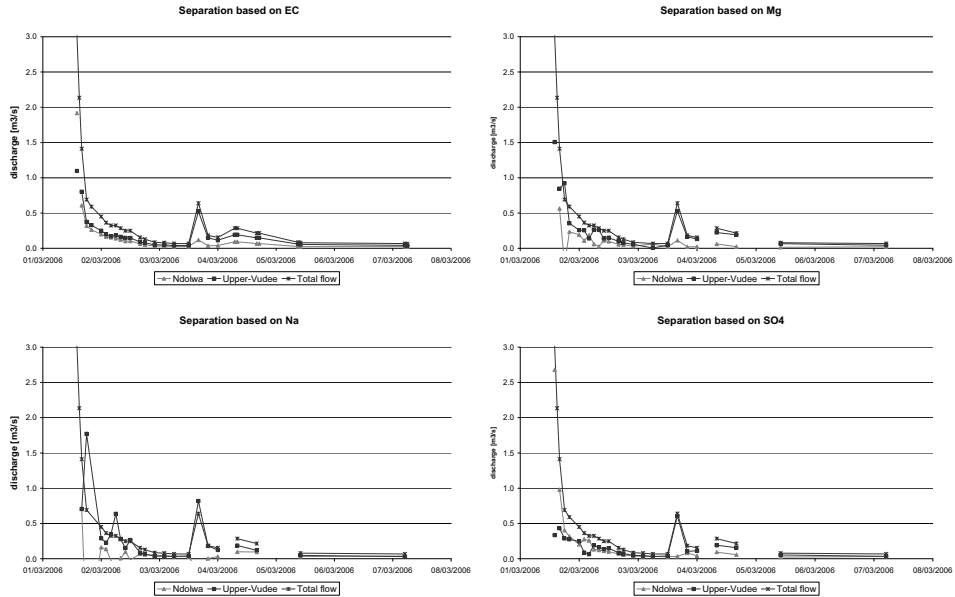 Separation based on EC
discharge [m3/s]
3.0
2.5
2.0
1.5
1.0
0.5
0.0
01/03/2006 02/03/2006 03/03/2006 04/03/2006 05/03/2006 06/03/2006 07/03/2006 08/03/2006
Ndolwa Upper-Vudee Total flow
Separation based on Mg
discharge [m3/s]
3.0
2.5
2.0
1.5
1.0
0.5
0.0
01/03/2006 02/03/2006 03/03/2006 04/03/2006 05/03/2006 06/03/2006 07/03/2006 08/03/2006
Ndolwa Upper-Vudee Total flow
Separation based on Na
discharge [m3/s]
3.0
2.5
2.0
1.5
1.0
0.5
0.0
01/03/2006 02/03/2006 03/03/2006 04/03/2006 05/03/2006 06/03/2006 07/03/2006 08/03/2006
Ndolwa Upper-Vudee Total flow
Separation based on SO4
discharge [m3/s]
3.0
2.5
2.0
1.5
1.0
0.5
0.0
01/03/2006 02/03/2006 03/03/2006 04/03/2006 05/03/2006 06/03/2006 07/03/2006 08/03/2006
Ndolwa Upper-Vudee Total flow